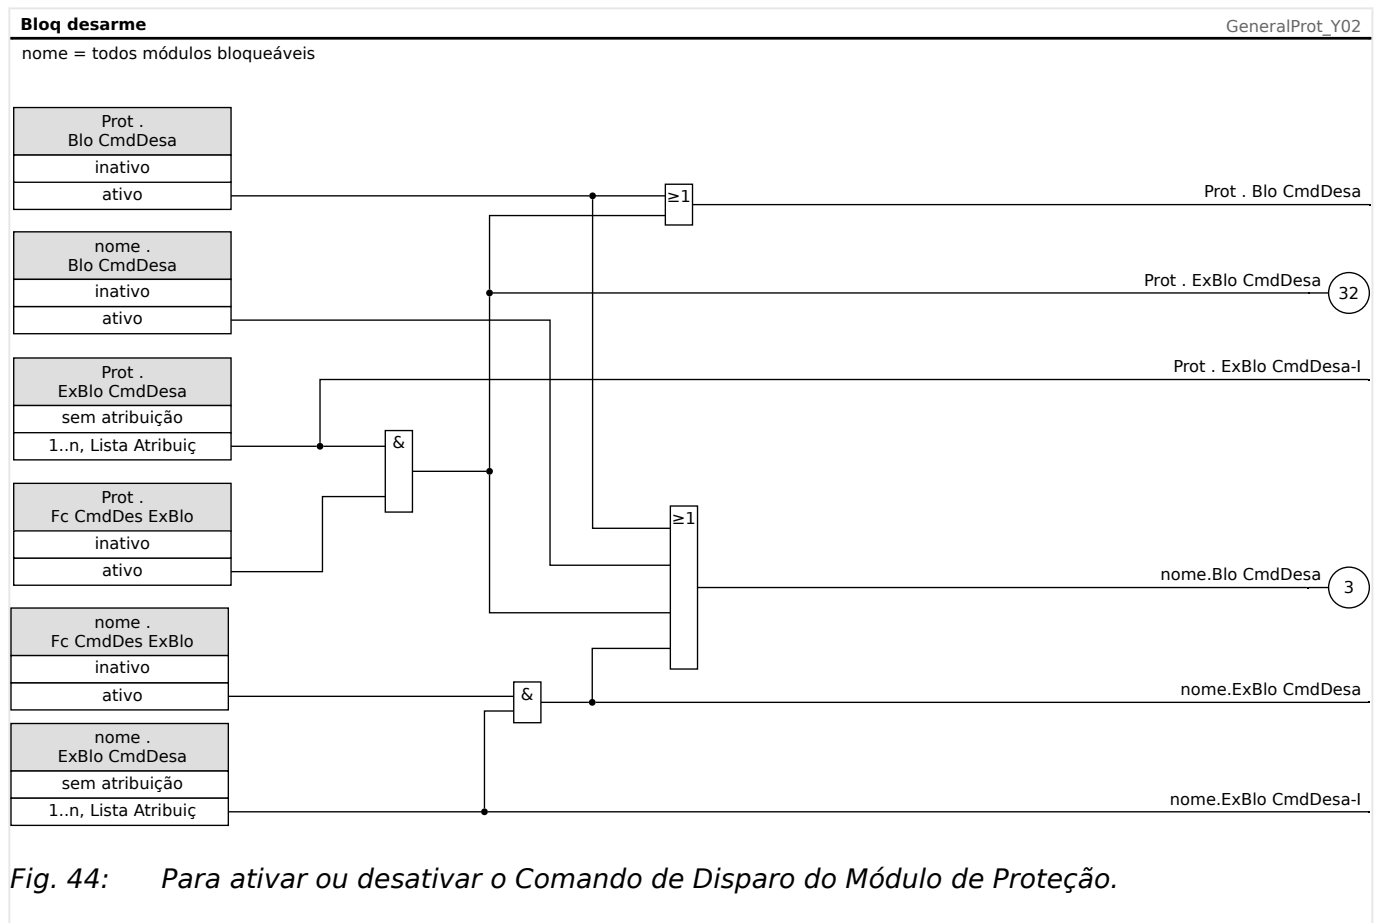 Bloq desarme
GeneralProt_Y02
nome = todos módulos bloqueáveis
Prot .
Blo CmdDesa
inativo
ativo
≥1
Prot . Blo CmdDesa
nome .
Blo CmdDesa
inativo
ativo
Prot . ExBlo CmdDesa
32
Prot .
ExBlo CmdDesa
sem atribuição
1..n, Lista Atribuiç
Prot . ExBlo CmdDesa-I
&
Prot .
Fc CmdDes ExBlo
inativo
ativo
≥1
nome.Blo CmdDesa
3
nome .
Fc CmdDes ExBlo
inativo
ativo
&
nome.ExBlo CmdDesa
nome .
ExBlo CmdDesa
sem atribuição
1..n, Lista Atribuiç
nome.ExBlo CmdDesa-I
Fig. 44: Para ativar ou desativar o Comando de Disparo do Módulo de Proteção.